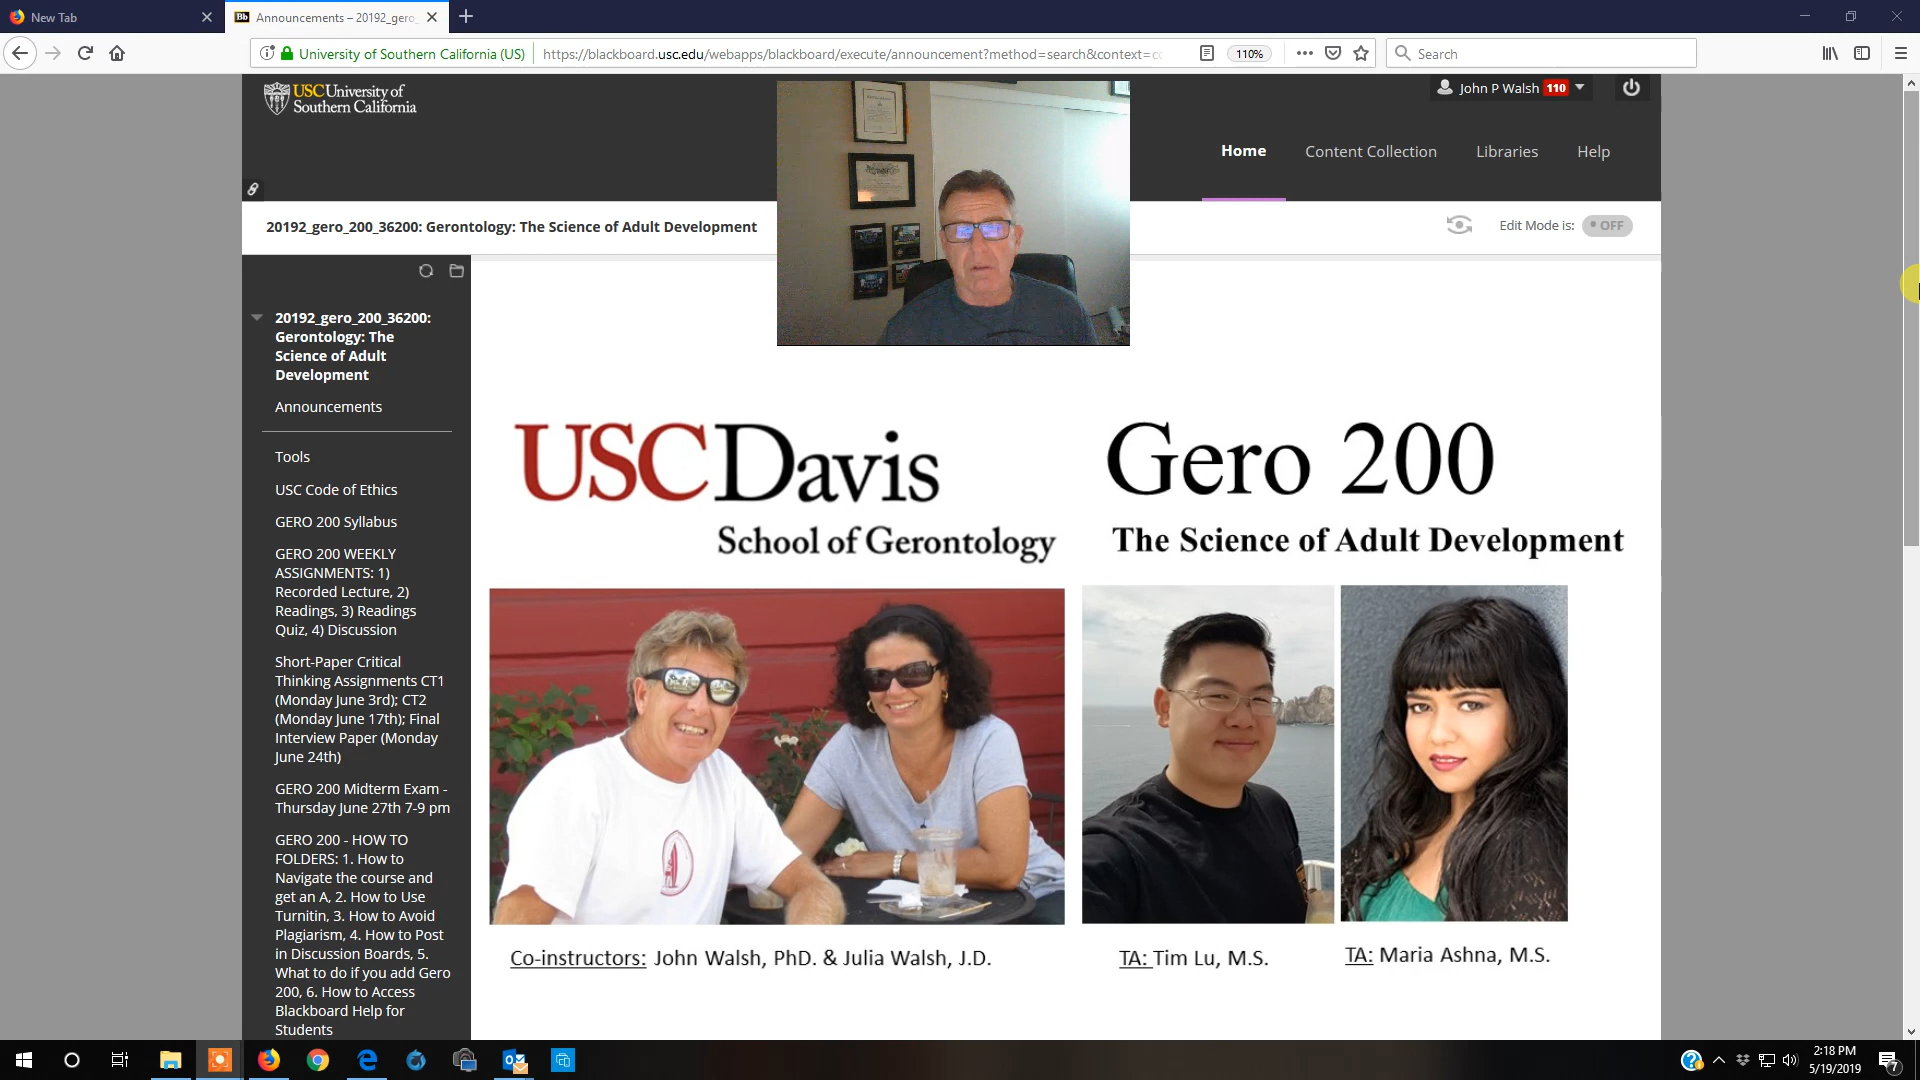 New Tab
Announcements – 20192_gero_
University of Southern California (US)
https://blackboard.usc.edu/webapps/blackboard/execute/announcement?method=search&context=co
110%
Search
USC University of
Southern California
John P Walsh 110
Home
Content Collection
Libraries
Help
20192_gero_200_36200: Gerontology: The Science of Adult Development
Edit Mode is:
OFF
20192_gero_200_36200:
Gerontology: The
Science of Adult
Development
Announcements
Tools
USC Code of Ethics
GERO 200 Syllabus
GERO 200 WEEKLY
ASSIGNMENTS: 1)
Recorded Lecture, 2)
Readings, 3) Readings
Quiz, 4) Discussion
Short-Paper Critical
Thinking Assignments CT1
(Monday June 3rd); CT2
(Monday June 17th); Final
Interview Paper (Monday
June 24th)
GERO 200 Midterm Exam -
Thursday June 27th 7-9 pm
GERO 200 - HOW TO
FOLDERS: 1. How to
Navigate the course and
get an A, 2. How to Use
Turnitin, 3. How to Avoid
Plagiarism, 4. How to Post
in Discussion Boards, 5.
What to do if you add Gero
200, 6. How to Access
Blackboard Help for
Students
USC Davis
School of Gerontology
Gero 200
The Science of Adult Development
Co-instructors: John Walsh, PhD. & Julia Walsh, J.D.
TA: Tim Lu, M.S.
TA: Maria Ashna, M.S.
2:18 PM
5/19/2019
7